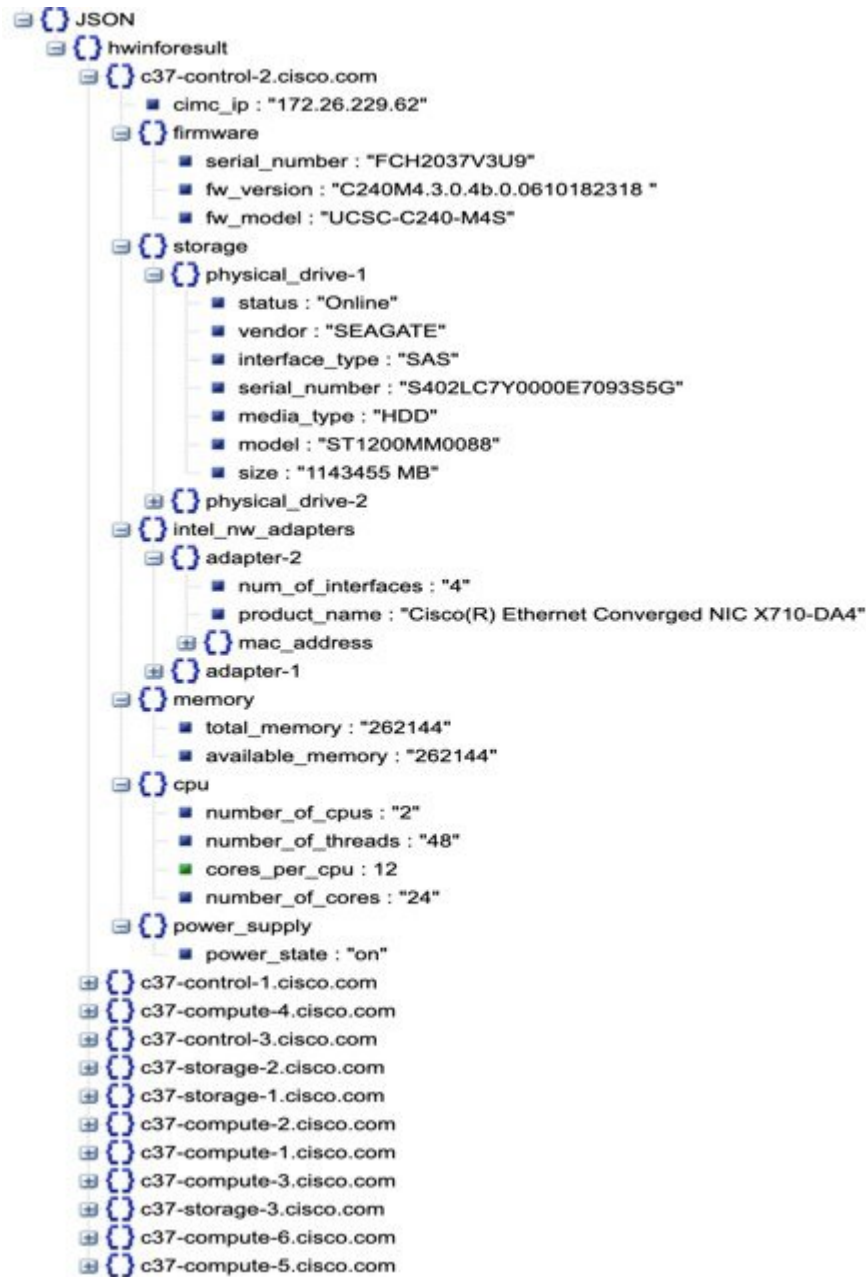 JSON
hwinforesult
c37-control-2.cisco.com
cimc_ip : "172.26.229.62"
firmware
serial_number : "FCH2037V3U9"
fw_version : "C240M4.3.0.4b.0.0610182318 "
fw_model : "UCSC-C240-M4S"
storage
physical_drive-1
status : "Online"
vendor : "SEAGATE"
interface_type : "SAS"
serial_number : "S402LC7Y0000E7093S5G"
media_type : "HDD"
model : "ST1200MM0088"
size : "1143455 MB"
physical_drive-2
intel_nw_adapters
adapter-2
num_of_interfaces : "4"
product_name : "Cisco(R) Ethernet Converged NIC X710-DA4"
mac_address
adapter-1
memory
total_memory : "262144"
available_memory : "262144"
cpu
number_of_cpus : "2"
number_of_threads : "48"
cores_per_cpu : 12
number_of_cores : "24"
power_supply
power_state : "on"
c37-control-1.cisco.com
c37-compute-4.cisco.com
c37-control-3.cisco.com
c37-storage-2.cisco.com
c37-storage-1.cisco.com
c37-compute-2.cisco.com
c37-compute-1.cisco.com
c37-compute-3.cisco.com
c37-storage-3.cisco.com
c37-compute-6.cisco.com
c37-compute-5.cisco.com